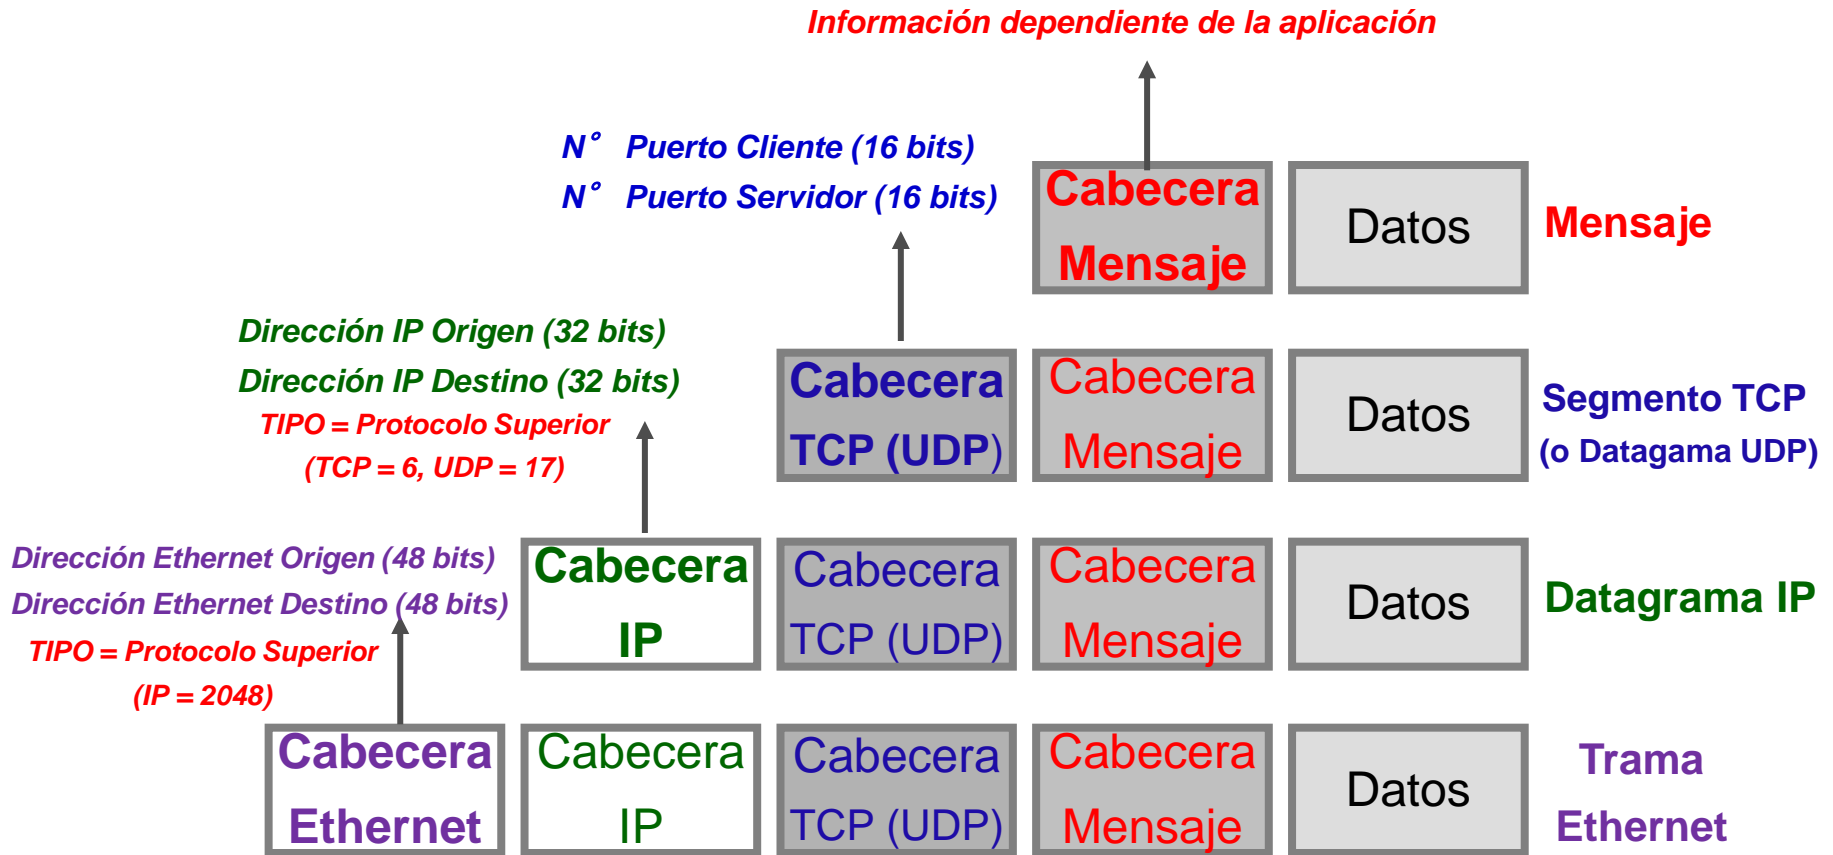 Información dependiente de la aplicación
N° Puerto Cliente (16 bits)
N° Puerto Servidor (16 bits)
Cabecera
Mensaje
Datos
Mensaje
Dirección IP Origen (32 bits)
Dirección IP Destino (32 bits)
TIPO = Protocolo Superior
(TCP = 6, UDP = 17)
Cabecera
TCP (UDP)
Cabecera
Mensaje
Datos
Segmento TCP
(o Datagama UDP)
Dirección Ethernet Origen (48 bits)
Dirección Ethernet Destino (48 bits)
TIPO = Protocolo Superior
(IP = 2048)
Cabecera
IP
Cabecera
TCP (UDP)
Cabecera
Mensaje
Datos
Datagrama IP
Cabecera
Ethernet
Cabecera
IP
Cabecera
TCP (UDP)
Cabecera
Mensaje
Datos
Trama
Ethernet